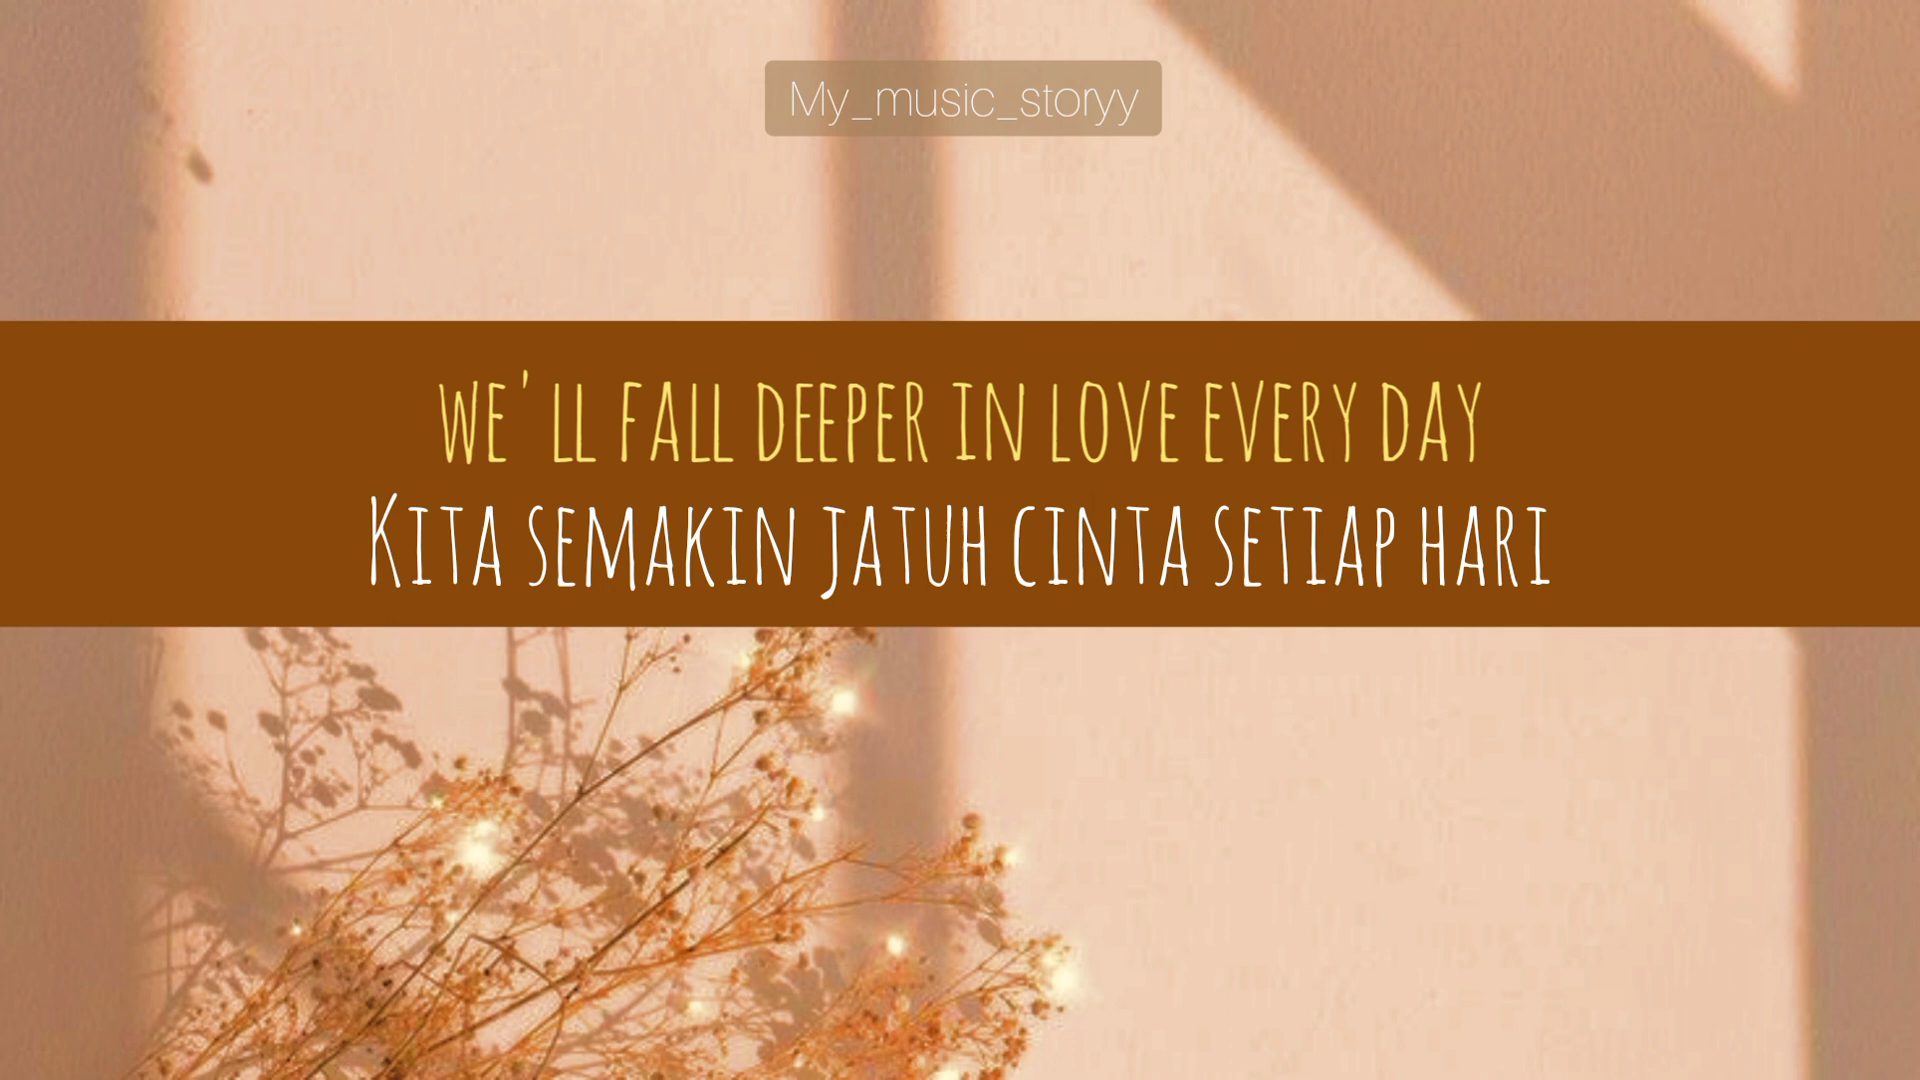 My_music_storyy
WE'LL FALL DEEPER IN LOVE EVERY DAY
KITA SEMAKIN JATUH CINTA SETIAP HARI